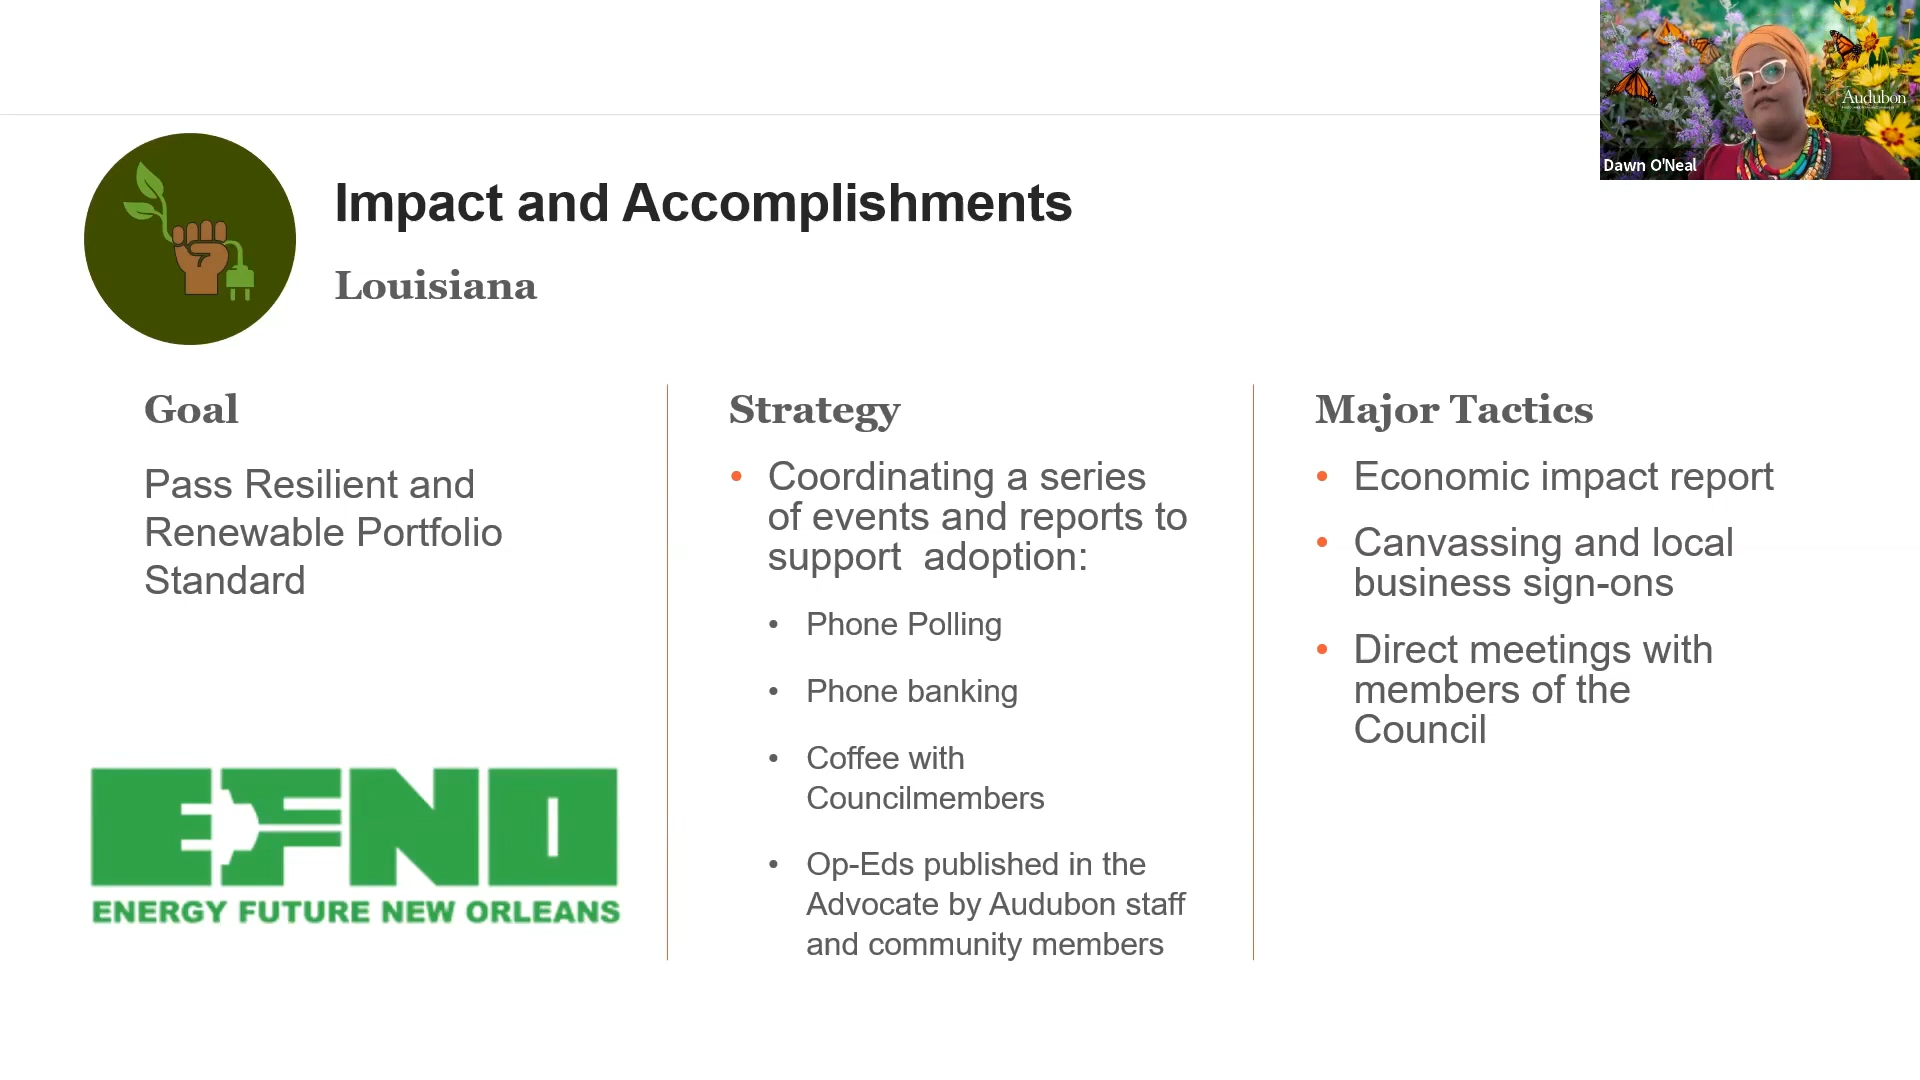 Audubon
Dawn O'Neal
Impact and Accomplishments
Louisiana
Goal
Pass Resilient and
Renewable Portfolio
Standard
EFNO
ENERGY FUTURE NEW ORLEANS
Strategy
• Coordinating a series
of events and reports to
support  adoption:
• Phone Polling
• Phone banking
• Coffee with
Councilmembers
• Op-Eds published in the
Advocate by Audubon staff
and community members
Major Tactics
• Economic impact report
• Canvassing and local
business sign-ons
• Direct meetings with
members of the
Council